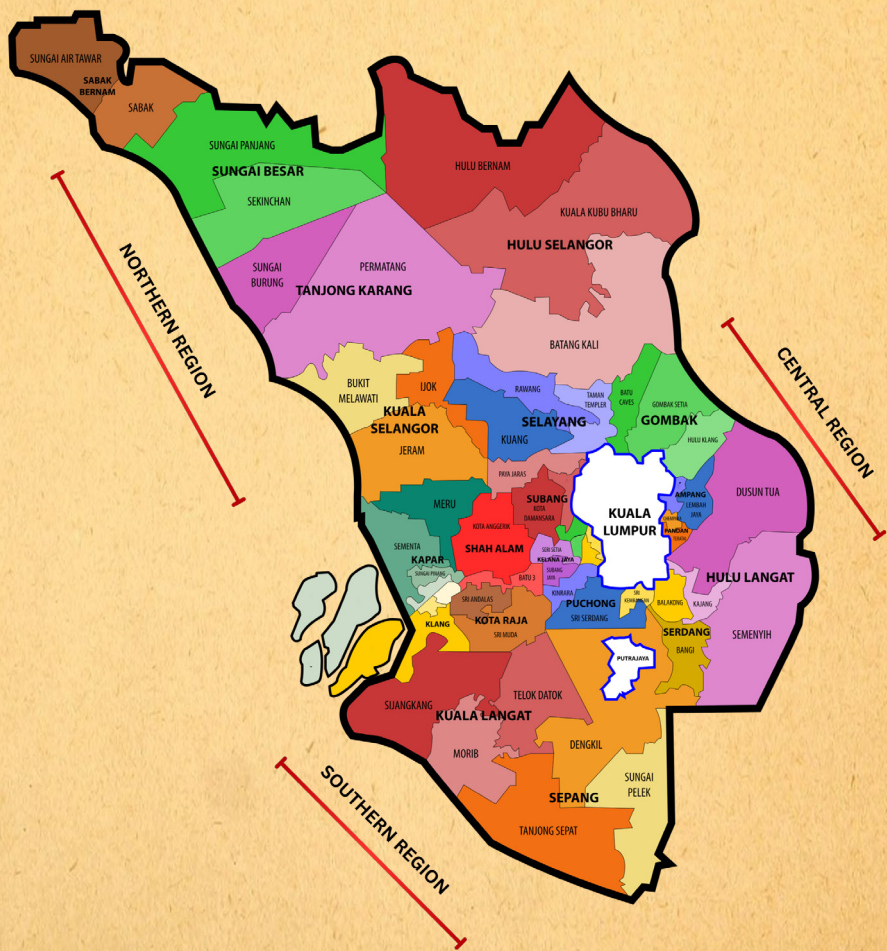 SUNGAI AIR TAWAR
SABAK
BERNAM
SABAK
SUNGAI PANJANG
SUNGAI BESAR
SEKINCHAN
HULU BERNAM
KUALA KUBU BHARU
HULU SELANGOR
SUNGAI
BURUNG
PERMATANG
TANJONG KARANG
BATANG KALI
NORTHERN REGION
CENTRAL REGION
BUKIT
MELAWATI
IJOK
KUALA
SELANGOR
JERAM
RAWANG
TAMAN
TEMPLER
SELAYANG
KUANG
BATU
CAVES
GOMBAK SETIA
GOMBAK
HULU KLANG
PAYA JARAS
SUBANG
KOTA
DAMANSARA
MERU
KOTA ANGGERIK
SHAH ALAM
KUALA
LUMPUR
AMPANG
LEMBAH
JAYA
PANDAN
TERATAI
DUSUN TUA
SEMENTA
KAPAR
SUNGAI PINANG
SERI SETIA
KELANA JAYA
SUBANG
JAYA
BATU 3
HULU LANGAT
KINRARA
PUCHONG
SRI SERDANG
SRI
KEMBANGAN
BALAKONG
KAJANG
SRI ANDALAS
KLANG
KOTA RAJA
SRI MUDA
SERDANG
BANGI
SEMENYIH
PUTRAJAYA
SIJANGKANG
TELOK DATOK
KUALA LANGAT
MORIB
DENGKIL
SUNGAI
PELEK
SEPANG
TANJONG SEPAT
SOUTHERN REGION